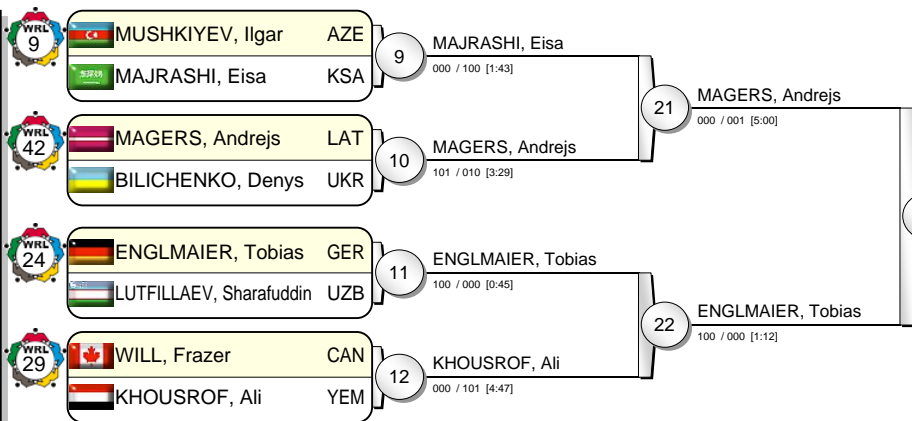 WRL
9
MUSHKIYEV, Ilgar AZE
MAJRASHI, Eisa KSA
9
MAJRASHI, Eisa
000 / 100 [1:43]
WRL
42
MAGERS, Andrejs LAT
BILICHENKO, Denys UKR
10
MAGERS, Andrejs
101 / 010 [3:29]
21
MAGERS, Andrejs
000 / 001 [5:00]
WRL
24
ENGLMAIER, Tobias GER
LUTFILLAEV, Sharafuddin UZB
11
ENGLMAIER, Tobias
100 / 000 [0:45]
WRL
29
WILL, Frazer CAN
KHOUSROF, Ali YEM
12
KHOUSROF, Ali
000 / 101 [4:47]
22
ENGLMAIER, Tobias
100 / 000 [1:12]